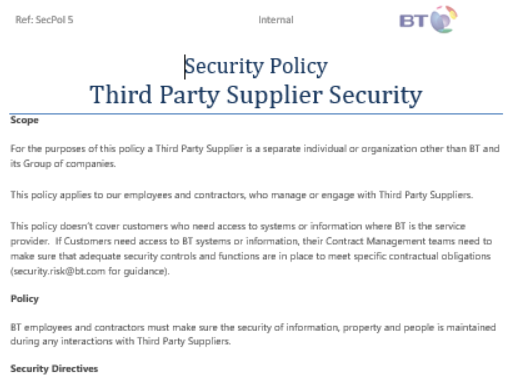 Ref: SecPol 5 Internal BT
Security Policy
Third Party Supplier Security
Scope
For the purposes of this policy a Third Party Supplier is a separate individual or organization other than BT and
its Group of companies.
This policy applies to our employees and contractors, who manage or engage with Third Party Suppliers.
This policy doesn't cover customers who need access to systems or information where BT is the service
provider. If Customers need access to BT systems or information, their Contract Management teams need to
make sure that adequate security controls and functions are in place to meet specific contractual obligations
(security.risk@bt.com for guidance).
Policy
BT employees and contractors must make sure the security of information, property and people is maintained
during any interactions with Third Party Suppliers.
Security Directives